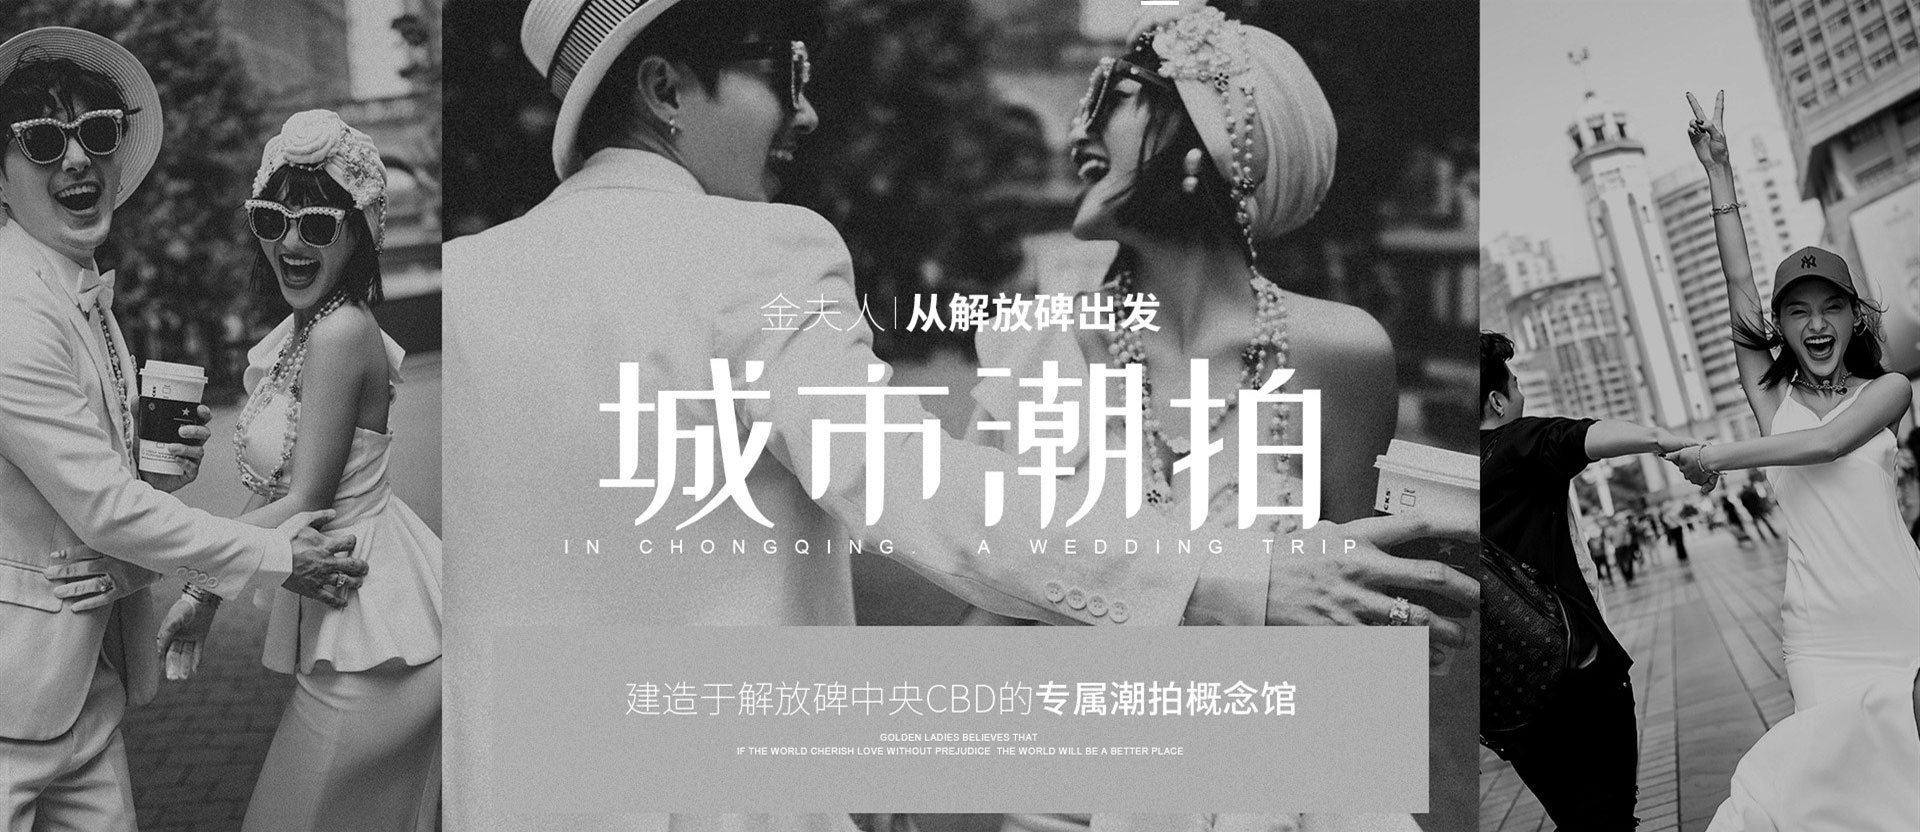 金夫人|从解放碑出发
城市潮拍
IN CHONGQING. A WEDDING TRIP
建造于解放碑中央CBD的专属潮拍概念馆
GOLDEN LADIES BELIEVES THAT
IF THE WORLD CHERISH LOVE WITHOUT PREJUDICE THE WORLD WILL BE A BETTER PLACE
NY